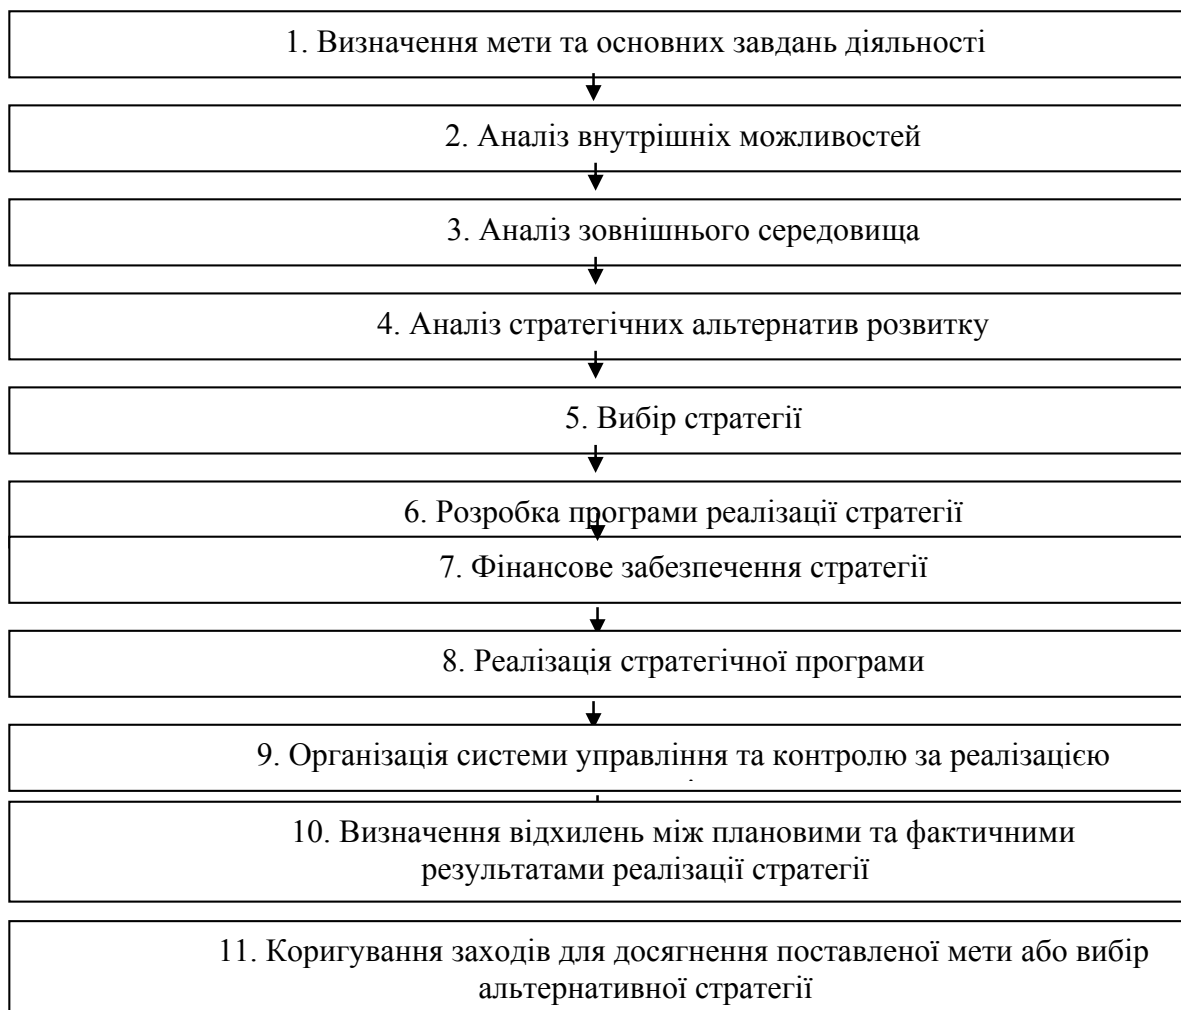 1. Визначення мети та основних завдань діяльності
2. Аналіз внутрішніх можливостей
3. Аналіз зовнішнього середовища
4. Аналіз стратегічних альтернатив розвитку
5. Вибір стратегії
6. Розробка програми реалізації стратегії
7. Фінансове забезпечення стратегії
8. Реалізація стратегічної програми
9. Організація системи управління та контролю за реалізацією
10. Визначення відхилень між плановими та фактичними
результатами реалізації стратегії
11. Коригування заходів для досягнення поставленої мети або вибір
альтернативної стратегії